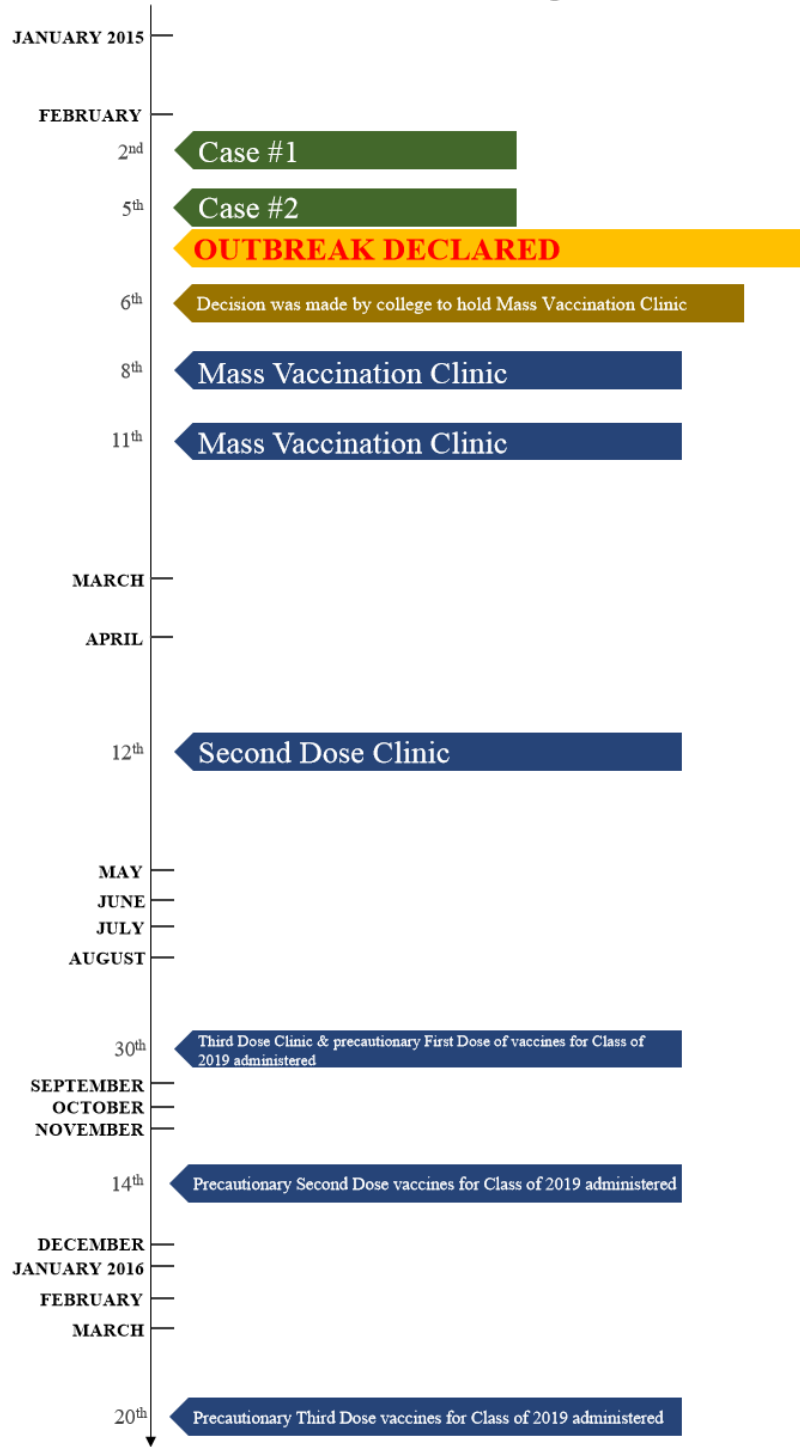 JANUARY 2015
FEBRUARY
2nd
Case #1
5th
Case #2
OUTBREAK DECLARED
6th
Decision was made by college to hold Mass Vaccination Clinic
8th
Mass Vaccination Clinic
11th
Mass Vaccination Clinic
MARCH
APRIL
12th
Second Dose Clinic
MAY
JUNE
JULY
AUGUST
30th
Third Dose Clinic & precautionary First Dose of vaccines for Class of
2019 administered
SEPTEMBER
OCTOBER
NOVEMBER
14th
Precautionary Second Dose vaccines for Class of 2019 administered
DECEMBER
JANUARY 2016
FEBRUARY
MARCH
20th
Precautionary Third Dose vaccines for Class of 2019 administered